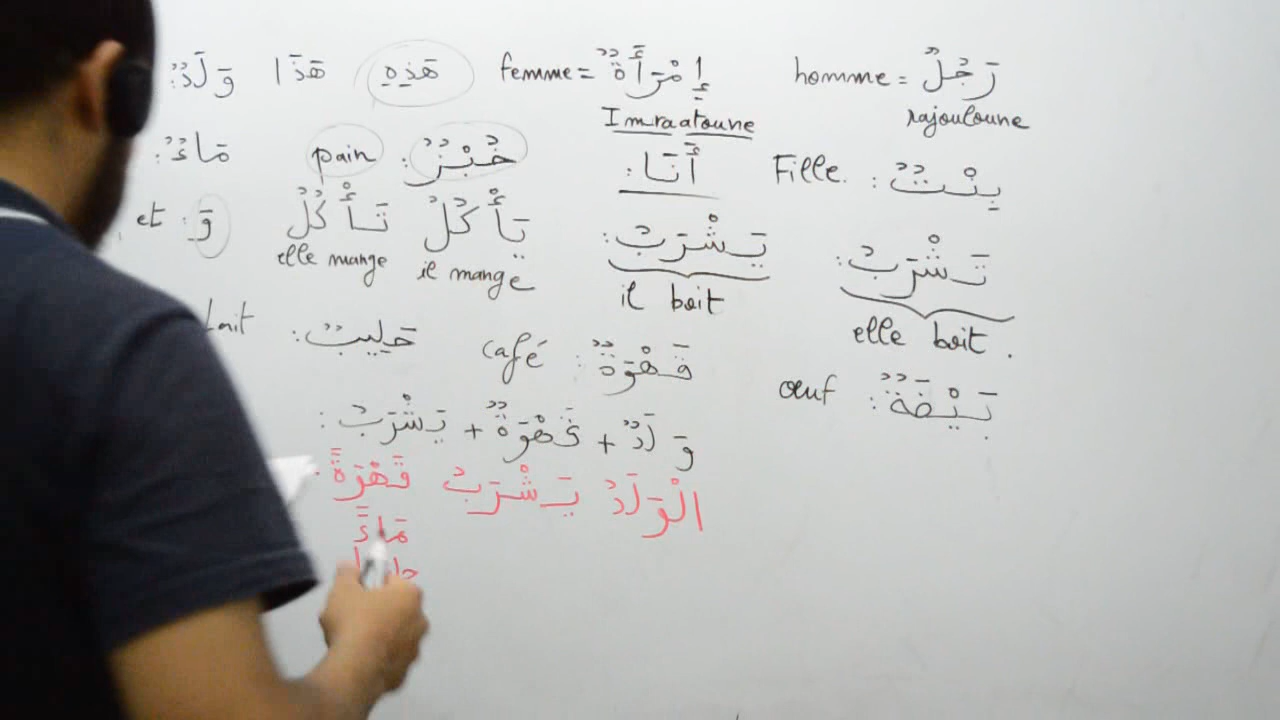 homme = رَجُلٌ
rajouloune
femme = إِمْرَأَةٌ
Imraatoune
هَذِهِ هَذَا وَلَدٌ:
Fille. : بِنْتٌ
أَنَا:
pain : خُبْزٌ
مَاءٌ:
تَشْرَبُ:
elle boit.
يَشْرَبُ:
il boit
يَأْكُلُ
il mange
تَأْكُلُ
elle mange
et : وَ
œuf : بَيْضَةٌ
café : قَهْوَةٌ
lait : حَلِيبٌ
وَلَدٌ + قَهْوَةٌ + يَشْرَبُ:
الْوَلَدُ يَشْرَبُ قَهْوَةً.
مَاءً